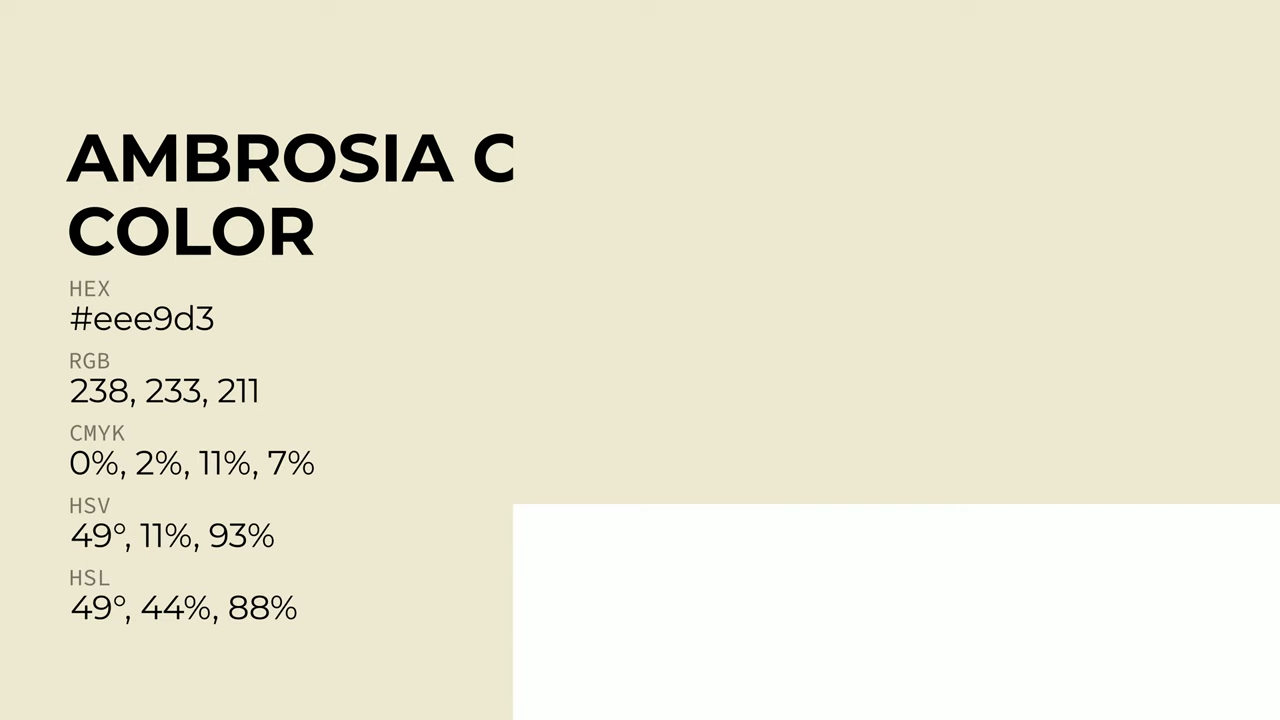 AMBROSIA C
COLOR
HEX
#eee9d3
RGB
238, 233, 211
CMYK
0%, 2%, 11%, 7%
HSV
49°, 11%, 93%
HSL
49°, 44%, 88%